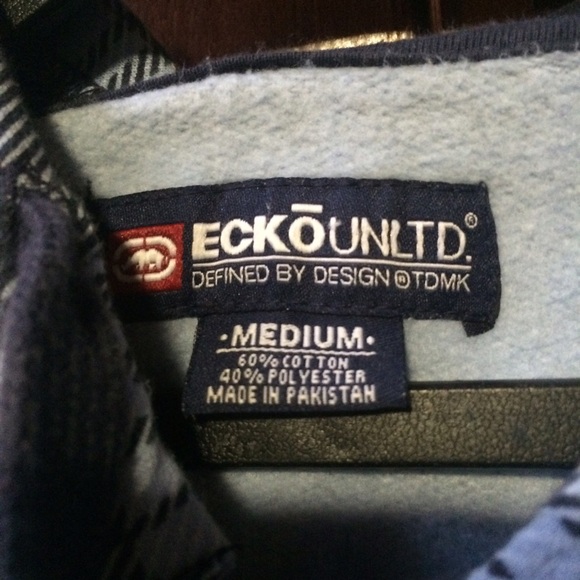 ECKŌUNLTD.®
DEFINED BY DESIGN ® TDMK
·MEDIUM·
60% COTTON
40% POLYESTER
MADE IN PAKISTAN